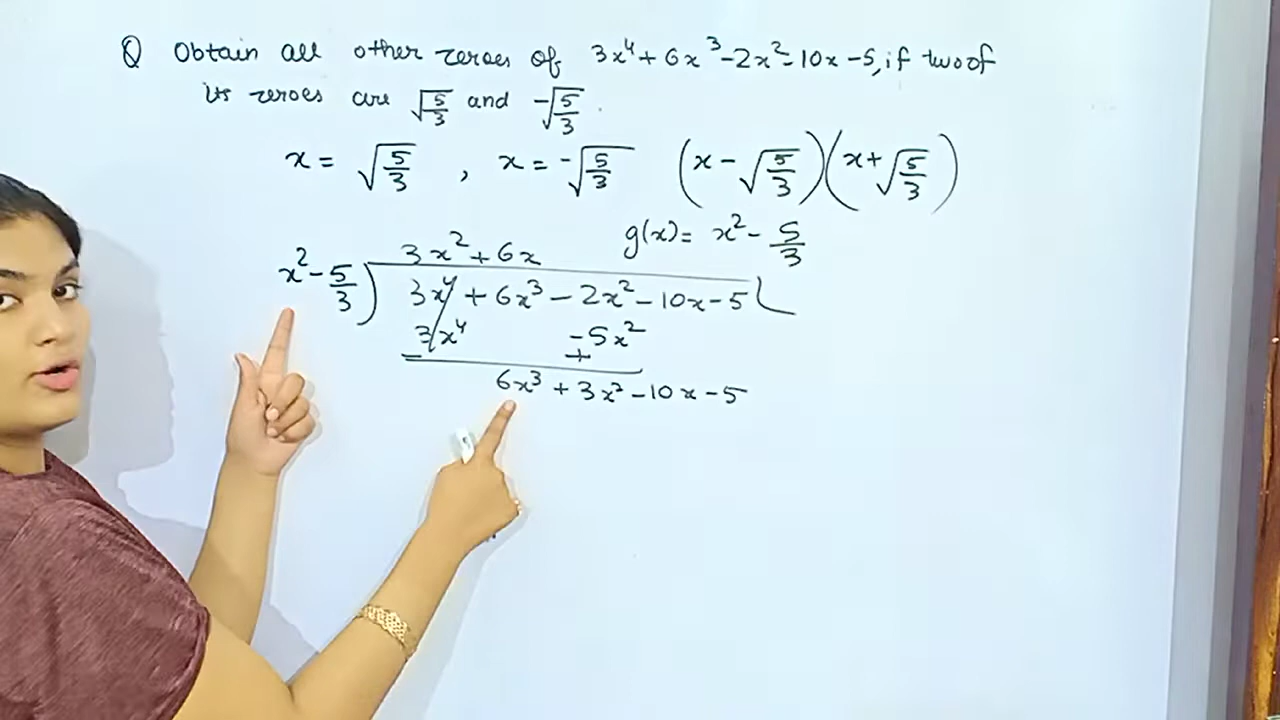 Q Obtain all other zeroes of 3x⁴ + 6x³ - 2x² - 10x - 5, if two of
its zeroes are √5/3 and -√5/3.
x = √5/3 , x = -√5/3 (x - √5/3)(x + √5/3)
g(x) = x² - 5/3
3x² + 6x
x² - 5/3 ) 3x⁴ + 6x³ - 2x² - 10x - 5 (
3x⁴ - 5x²
- +
6x³ + 3x² - 10x - 5